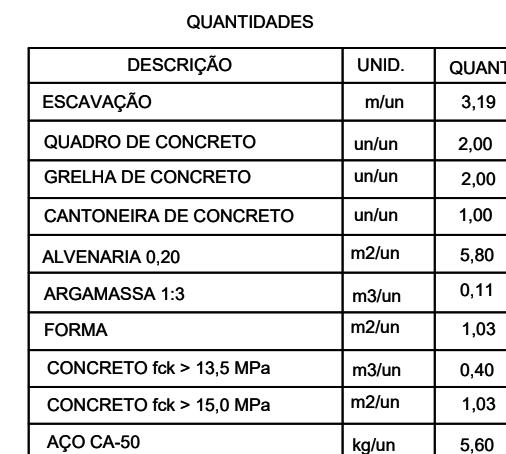 QUANTIDADES
DESCRIÇÃO UNID. QUANT
ESCAVAÇÃO m/un 3,19
QUADRO DE CONCRETO un/un 2,00
GRELHA DE CONCRETO un/un 2,00
CANTONEIRA DE CONCRETO un/un 1,00
ALVENARIA 0,20 m2/un 5,80
ARGAMASSA 1:3 m3/un 0,11
FORMA m2/un 1,03
CONCRETO fck > 13,5 MPa m3/un 0,40
CONCRETO fck > 15,0 MPa m2/un 1,03
AÇO CA-50 kg/un 5,60